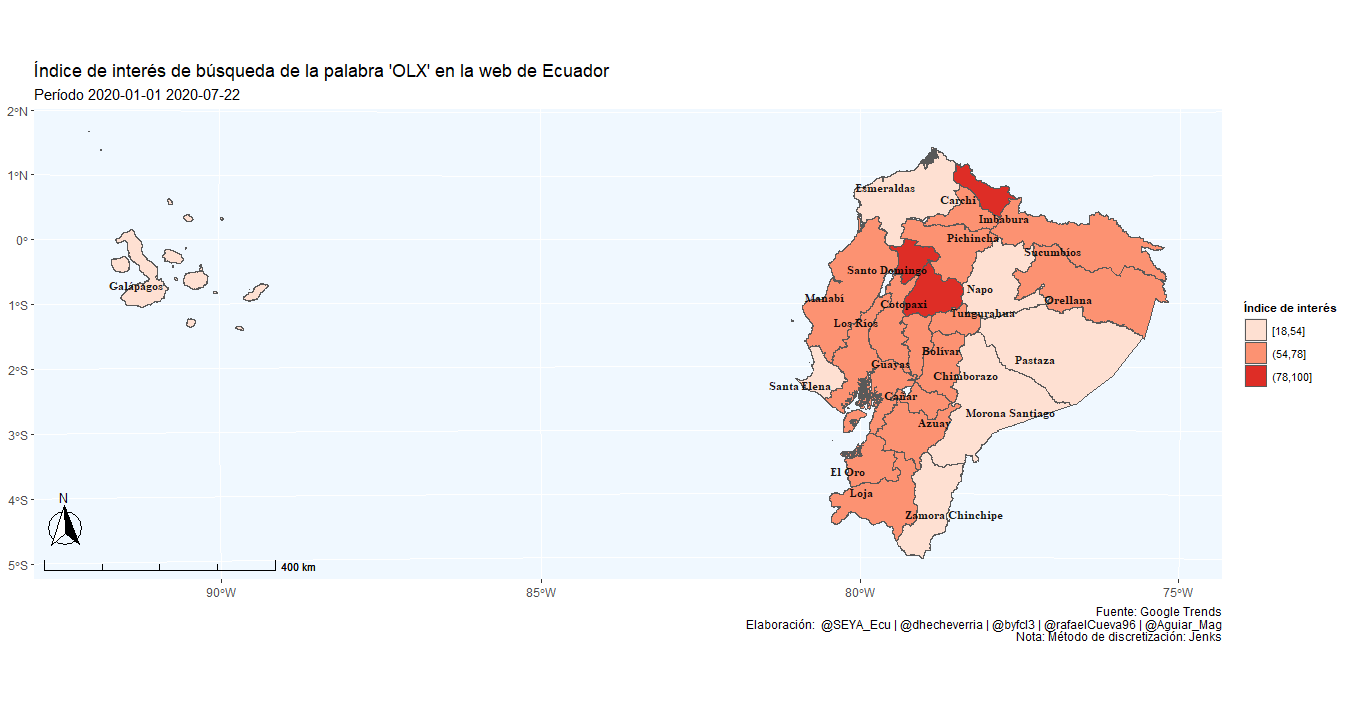 Índice de interés de búsqueda de la palabra 'OLX' en la web de Ecuador
Período 2020-01-01 2020-07-22
2°N
1°N
0°
1°S
2°S
3°S
4°S
5°S
90°W
85°W
80°W
75°W
Esmeraldas
Carchi
Imbabura
Pichincha
Sucumbíos
Santo Domingo
Galápagos
Napo
Manabí
Cotopaxi
Orellana
Tungurahua
Los Ríos
Bolívar
Pastaza
Guayas
Chimborazo
Santa Elena
Cañar
Morona Santiago
Azuay
El Oro
Loja
Zamora Chinchipe
N
400 km
Índice de interés
[18,54]
(54,78]
(78,100]
Fuente: Google Trends
Elaboración: @SEYA_Ecu | @dhecheverria | @byfcl3 | @rafaelCueva96 | @Aguiar_Mag
Nota: Método de discretización: Jenks